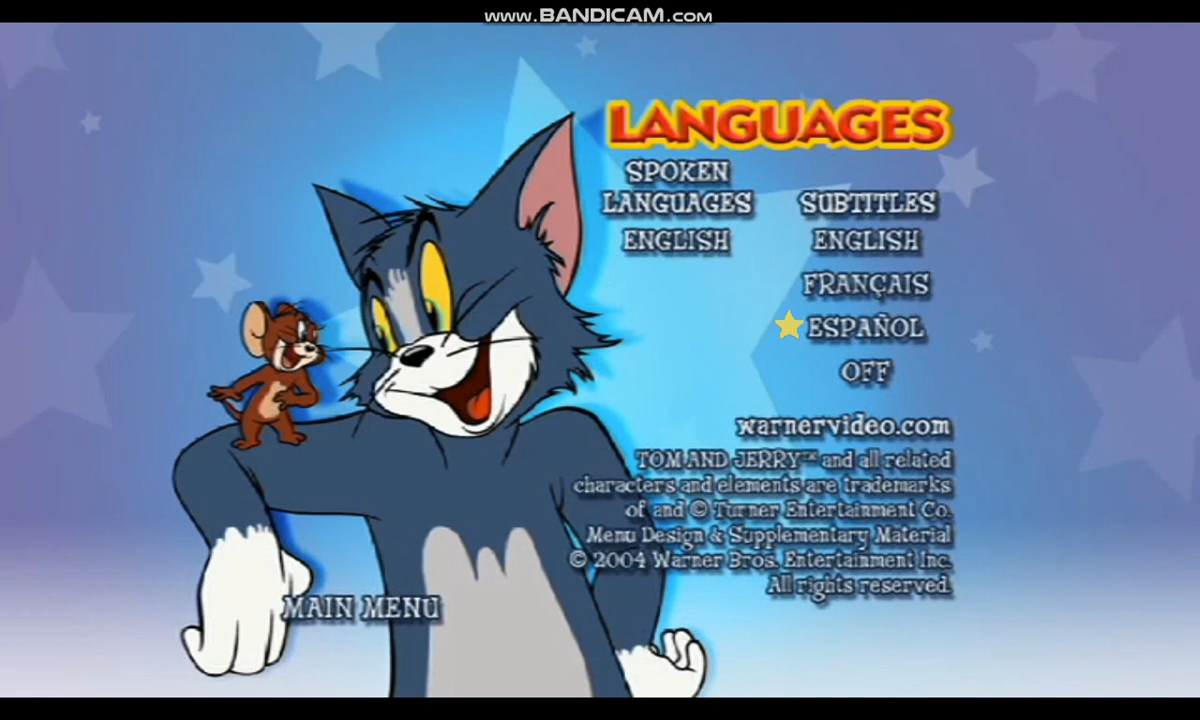 www.BANDICAM.com
LANGUAGES
SPOKEN
LANGUAGES
ENGLISH
SUBTITLES
ENGLISH
FRANÇAIS
ESPAÑOL
OFF
warnervideo.com
TOM AND JERRY™ and all related
characters and elements are trademarks
of and © Turner Entertainment Co.
Menu Design & Supplementary Material
© 2004 Warner Bros. Entertainment Inc.
All rights reserved.
MAIN MENU